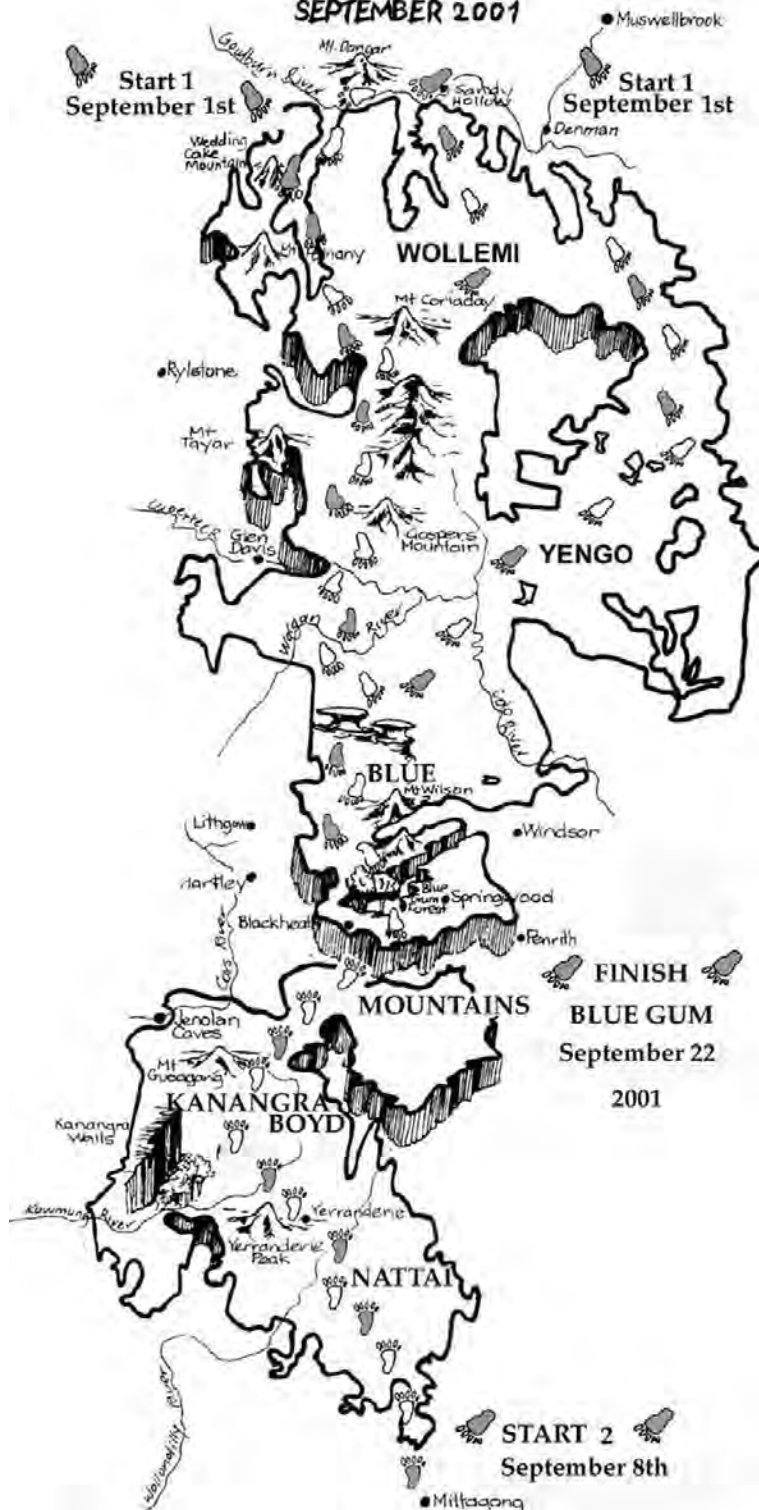 SEPTEMBER 2001
Muswellbrook
Goulburn River
Mt. Dangar
Start 1
September 1st
Sandy
Hollow
Start 1
September 1st
Denman
Wedding
Cake
Mountain
WOLLEMI
Mt Coriaday
Rylstone
Mt
Tayar
Glen
Davis
Gospers
Mountain
YENGO
Wolgan River
Colo River
BLUE
Mt Wilson
Lithgow
Windsor
Hartley
Blue
Gum
Forest
Springwood
Blackheath
Penrith
Cox River
FINISH
MOUNTAINS
BLUE GUM
Jenolan
Caves
September 22
Mt
2001
KANANGRA
BOYD
Kanangra
Walls
Kowmung River
Yerranderie
Yerranderie
Peak
NATTAI
Wollondilly River
START 2
September 8th
Mittagong